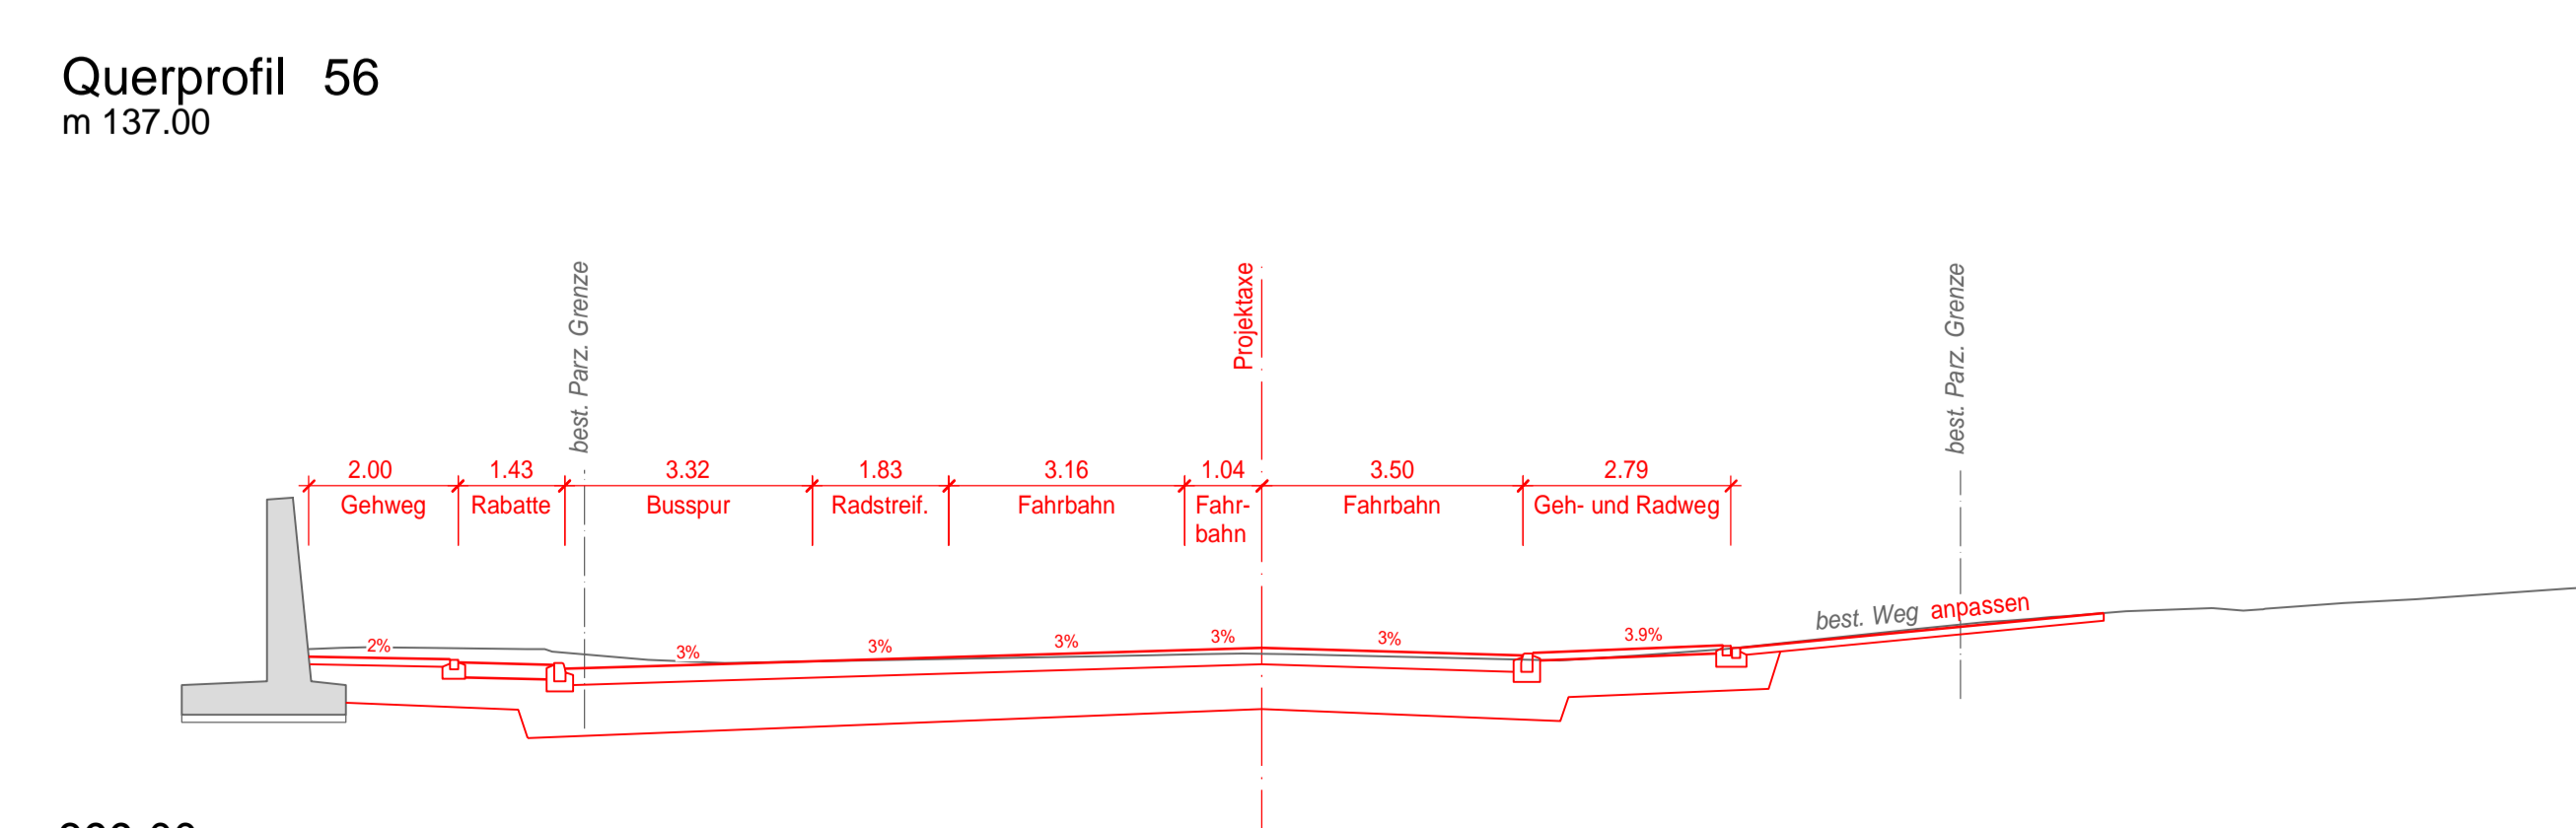 Querprofil 56
m 137.00
best. Parz. Grenze
Projektaxe
best. Parz. Grenze
2.00 1.43 3.32 1.83 3.16 1.04 3.50 2.79
Gehweg Rabatte Busspur Radstreif. Fahrbahn Fahr- Fahrbahn Geh- und Radweg
bahn
best. Weg anpassen
2% 3% 3% 3% 3% 3% 3.9%